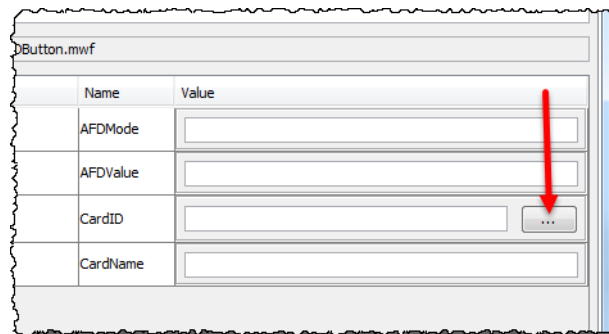 DButton.mwf
Name Value
AFDMode
AFDValue
CardID ...
CardName